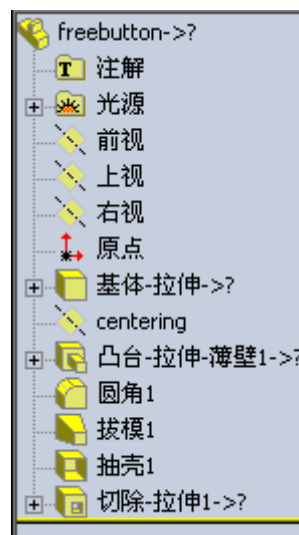 freebutton->?
注解
光源
前视
上视
右视
原点
基体-拉伸->?
centering
凸台-拉伸-薄壁1->?
圆角1
拔模1
抽壳1
切除-拉伸1->?